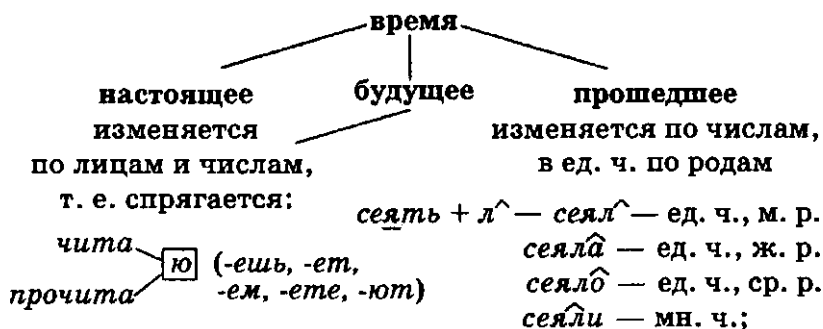 время
настоящее
изменяется
по лицам и числам,
т. е. спрягается:
чита
прочита
ю (-ешь, -ет,
-ем, -ете, -ют)
будущее
прошедшее
изменяется по числам,
в ед. ч. по родам
сеять + л^ — сеял^ — ед. ч., м. р.
сеяла̂ — ед. ч., ж. р.
сеяло̂ — ед. ч., ср. р.
сеял̂и — мн. ч.;